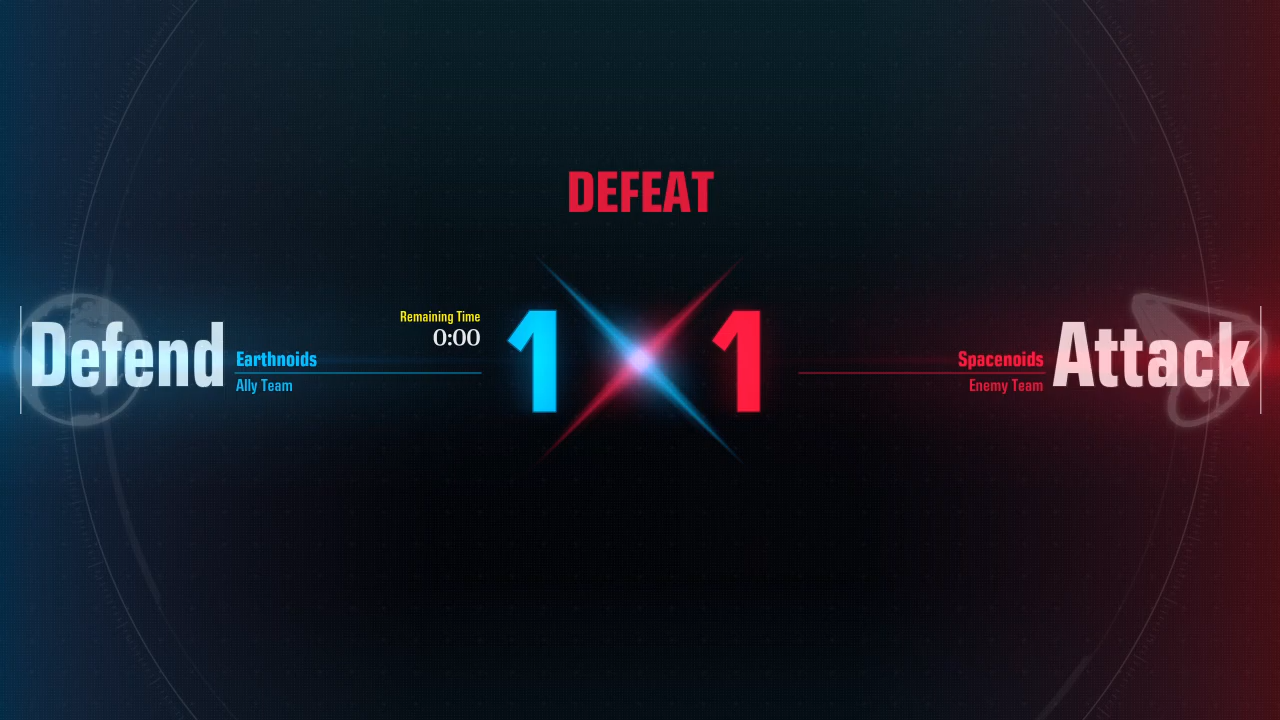 DEFEAT
Defend
Earthnoids
Ally Team
Remaining Time
0:00
1
1
Spacenoids
Enemy Team
Attack